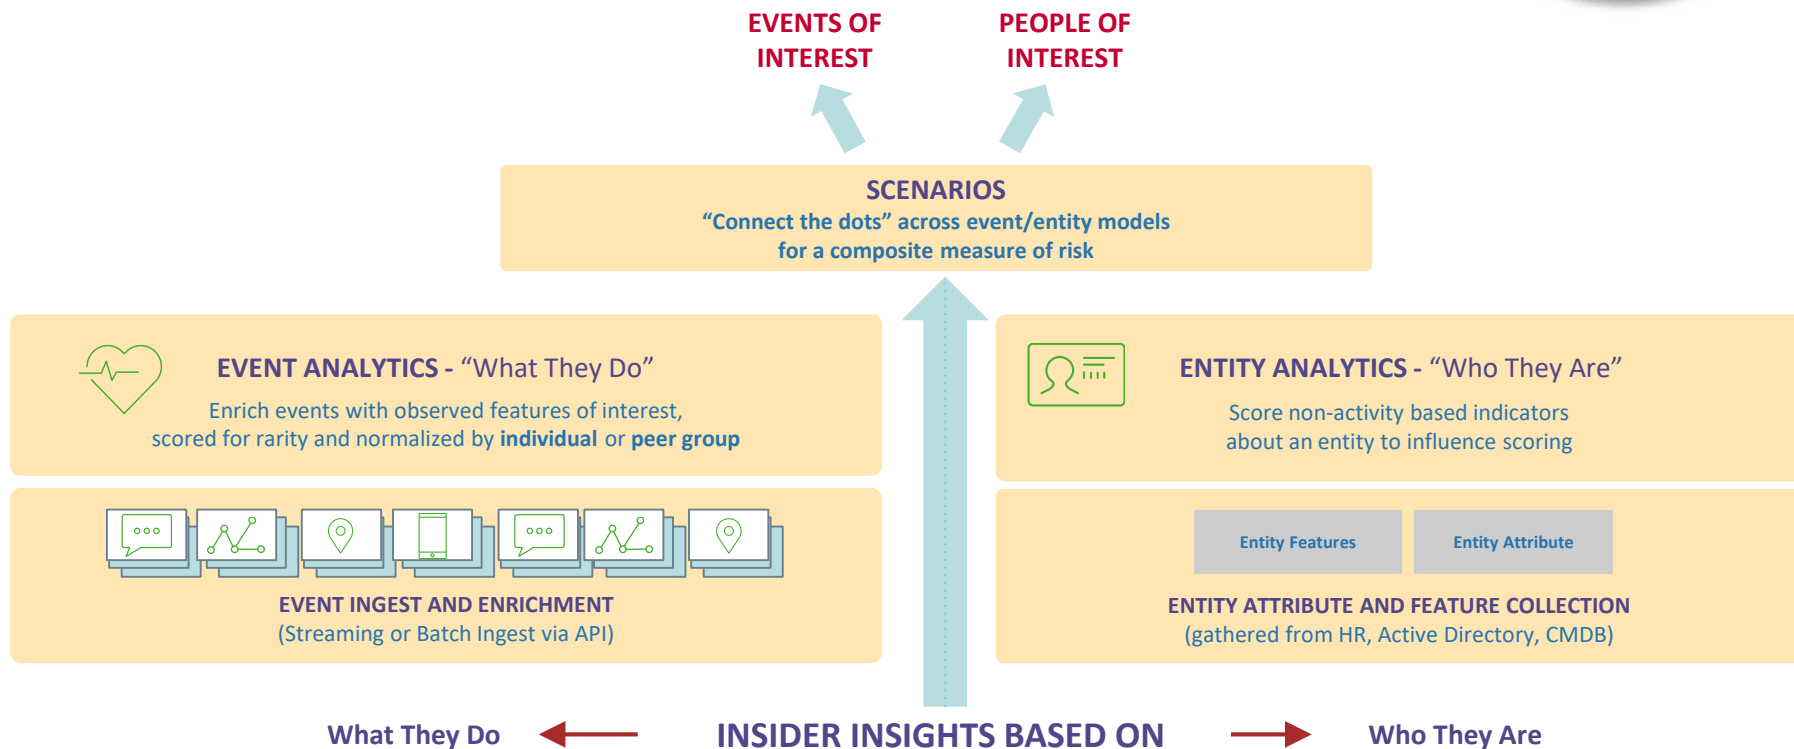 EVENTS OF
INTEREST
PEOPLE OF
INTEREST
SCENARIOS
“Connect the dots” across event/entity models
for a composite measure of risk
EVENT ANALYTICS - “What They Do”
Enrich events with observed features of interest,
scored for rarity and normalized by individual or peer group
ENTITY ANALYTICS - “Who They Are”
Score non-activity based indicators
about an entity to influence scoring
EVENT INGEST AND ENRICHMENT
(Streaming or Batch Ingest via API)
Entity Features
Entity Attribute
ENTITY ATTRIBUTE AND FEATURE COLLECTION
(gathered from HR, Active Directory, CMDB)
What They Do
INSIDER INSIGHTS BASED ON
Who They Are